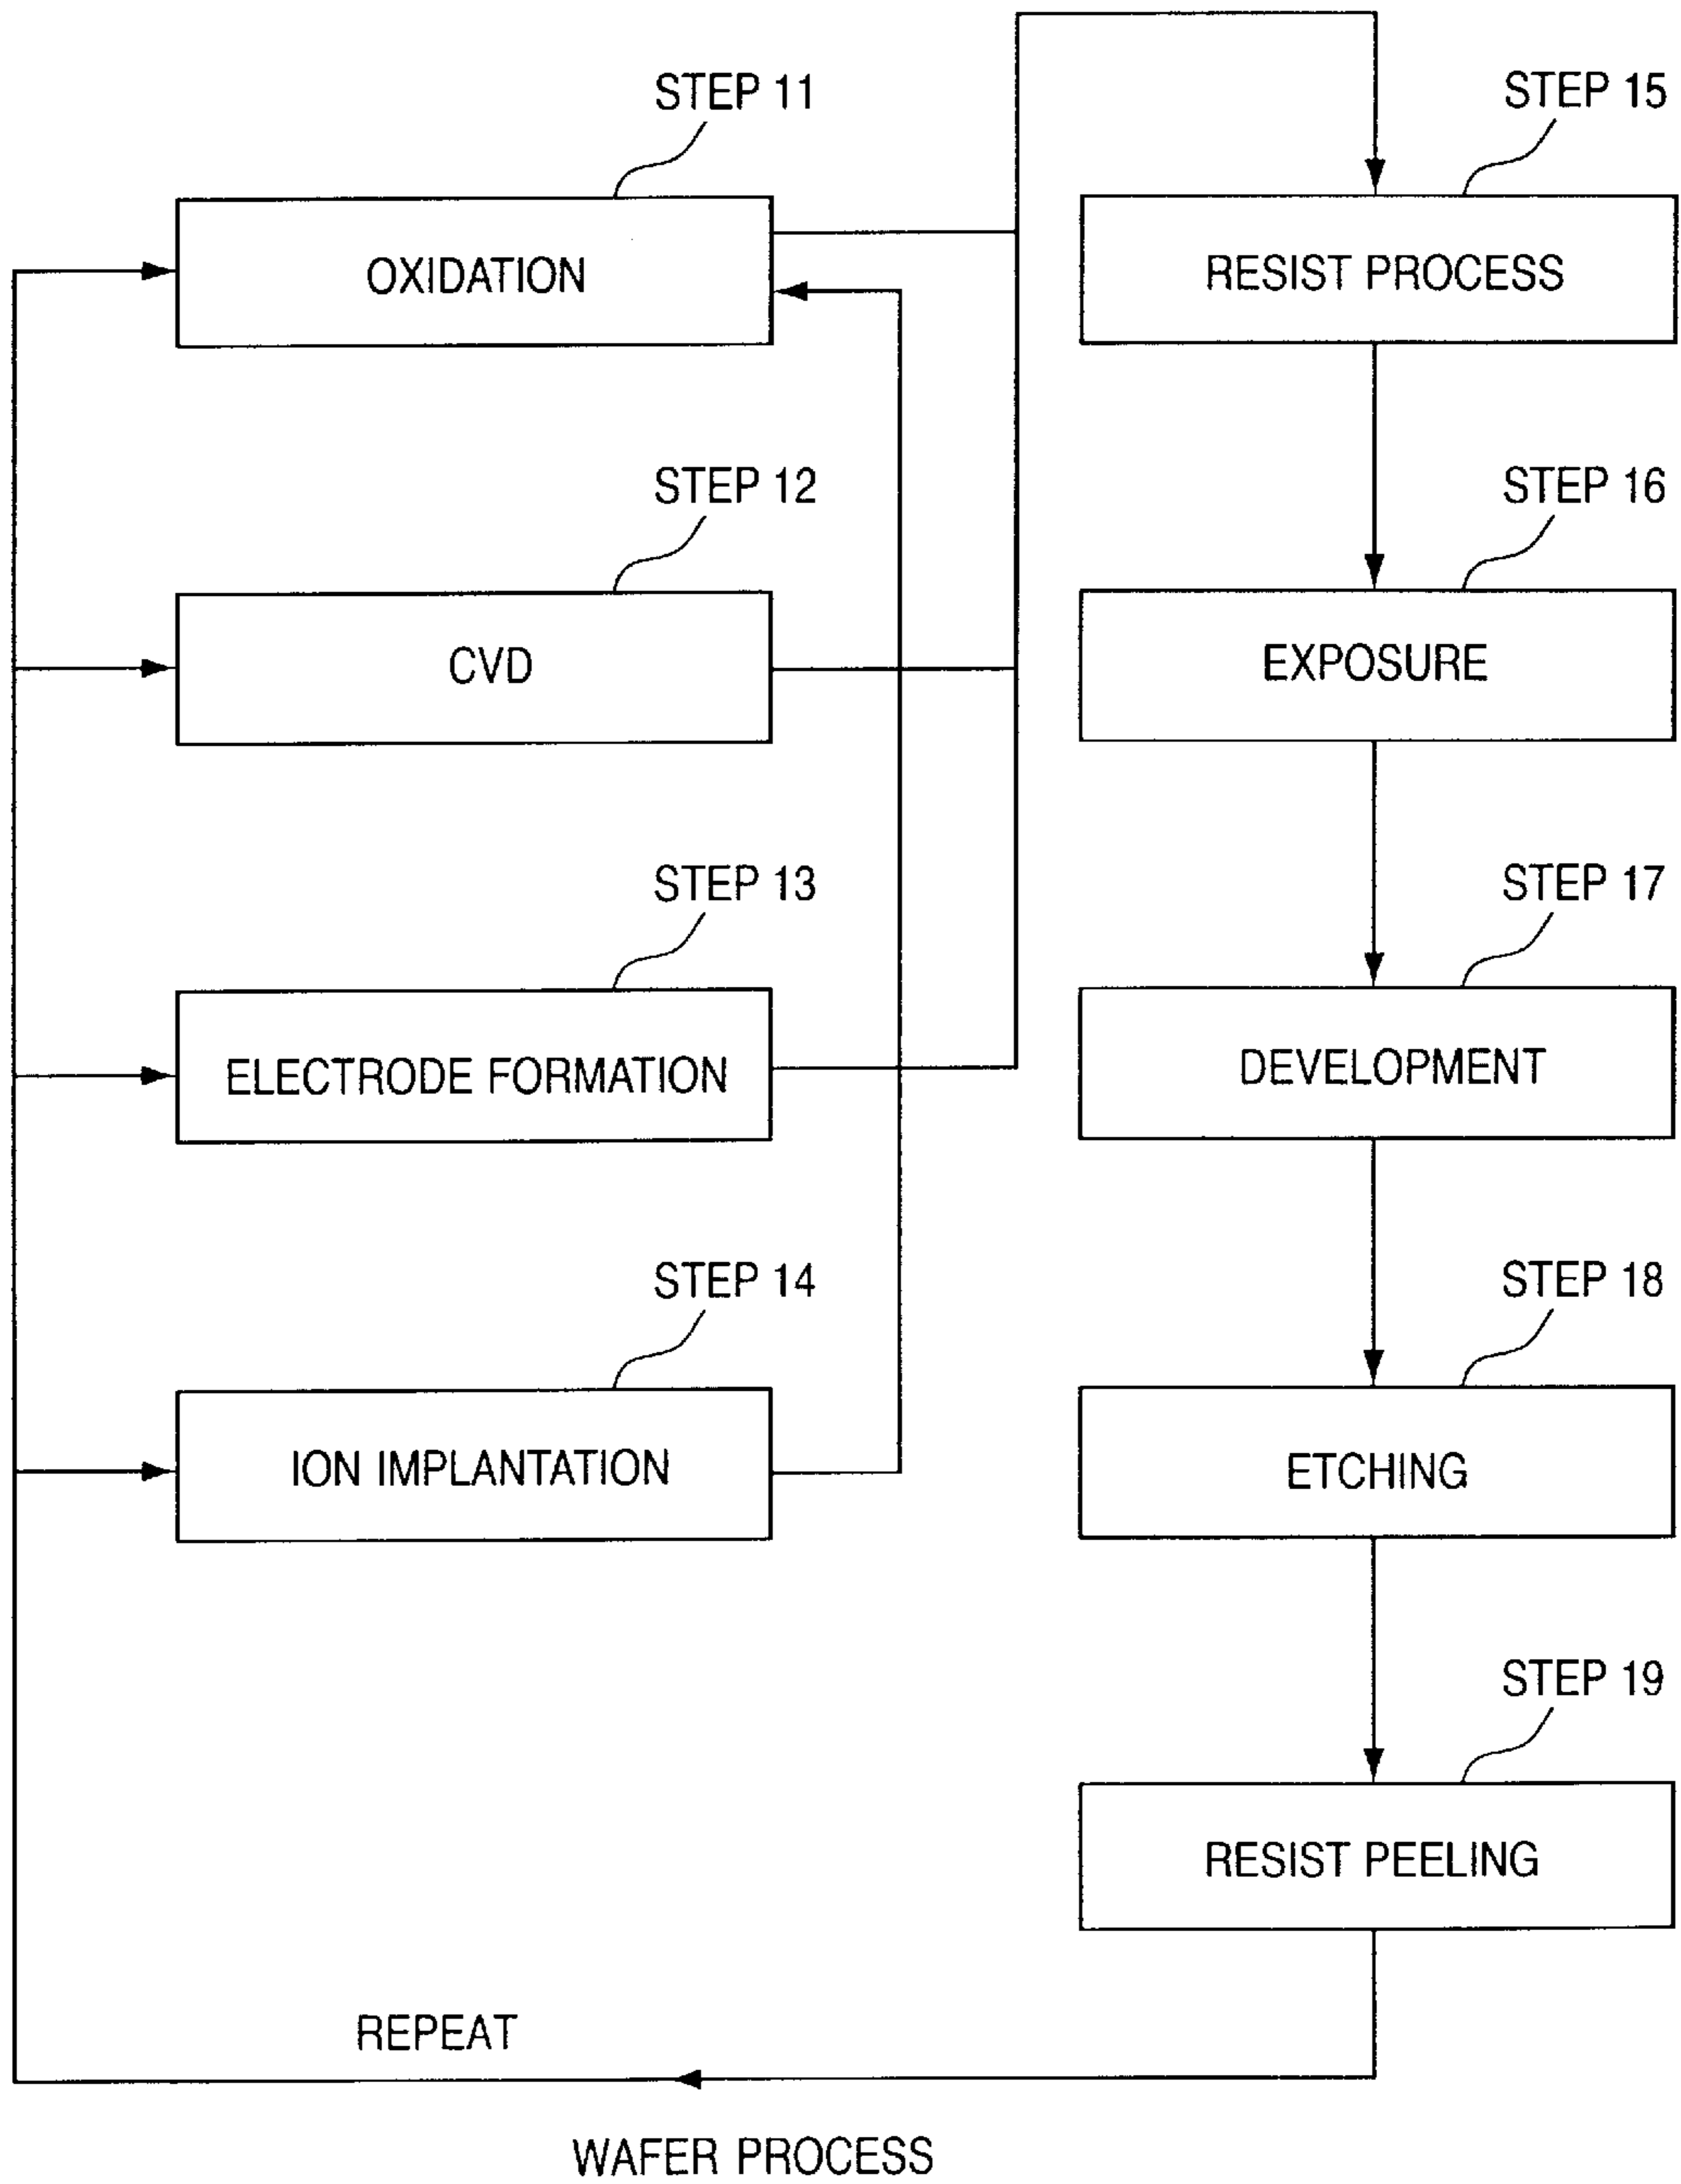 STEP 11
OXIDATION
STEP 12
CVD
STEP 13
ELECTRODE FORMATION
STEP 14
ION IMPLANTATION
STEP 15
RESIST PROCESS
STEP 16
EXPOSURE
STEP 17
DEVELOPMENT
STEP 18
ETCHING
STEP 19
RESIST PEELING
REPEAT
WAFER PROCESS